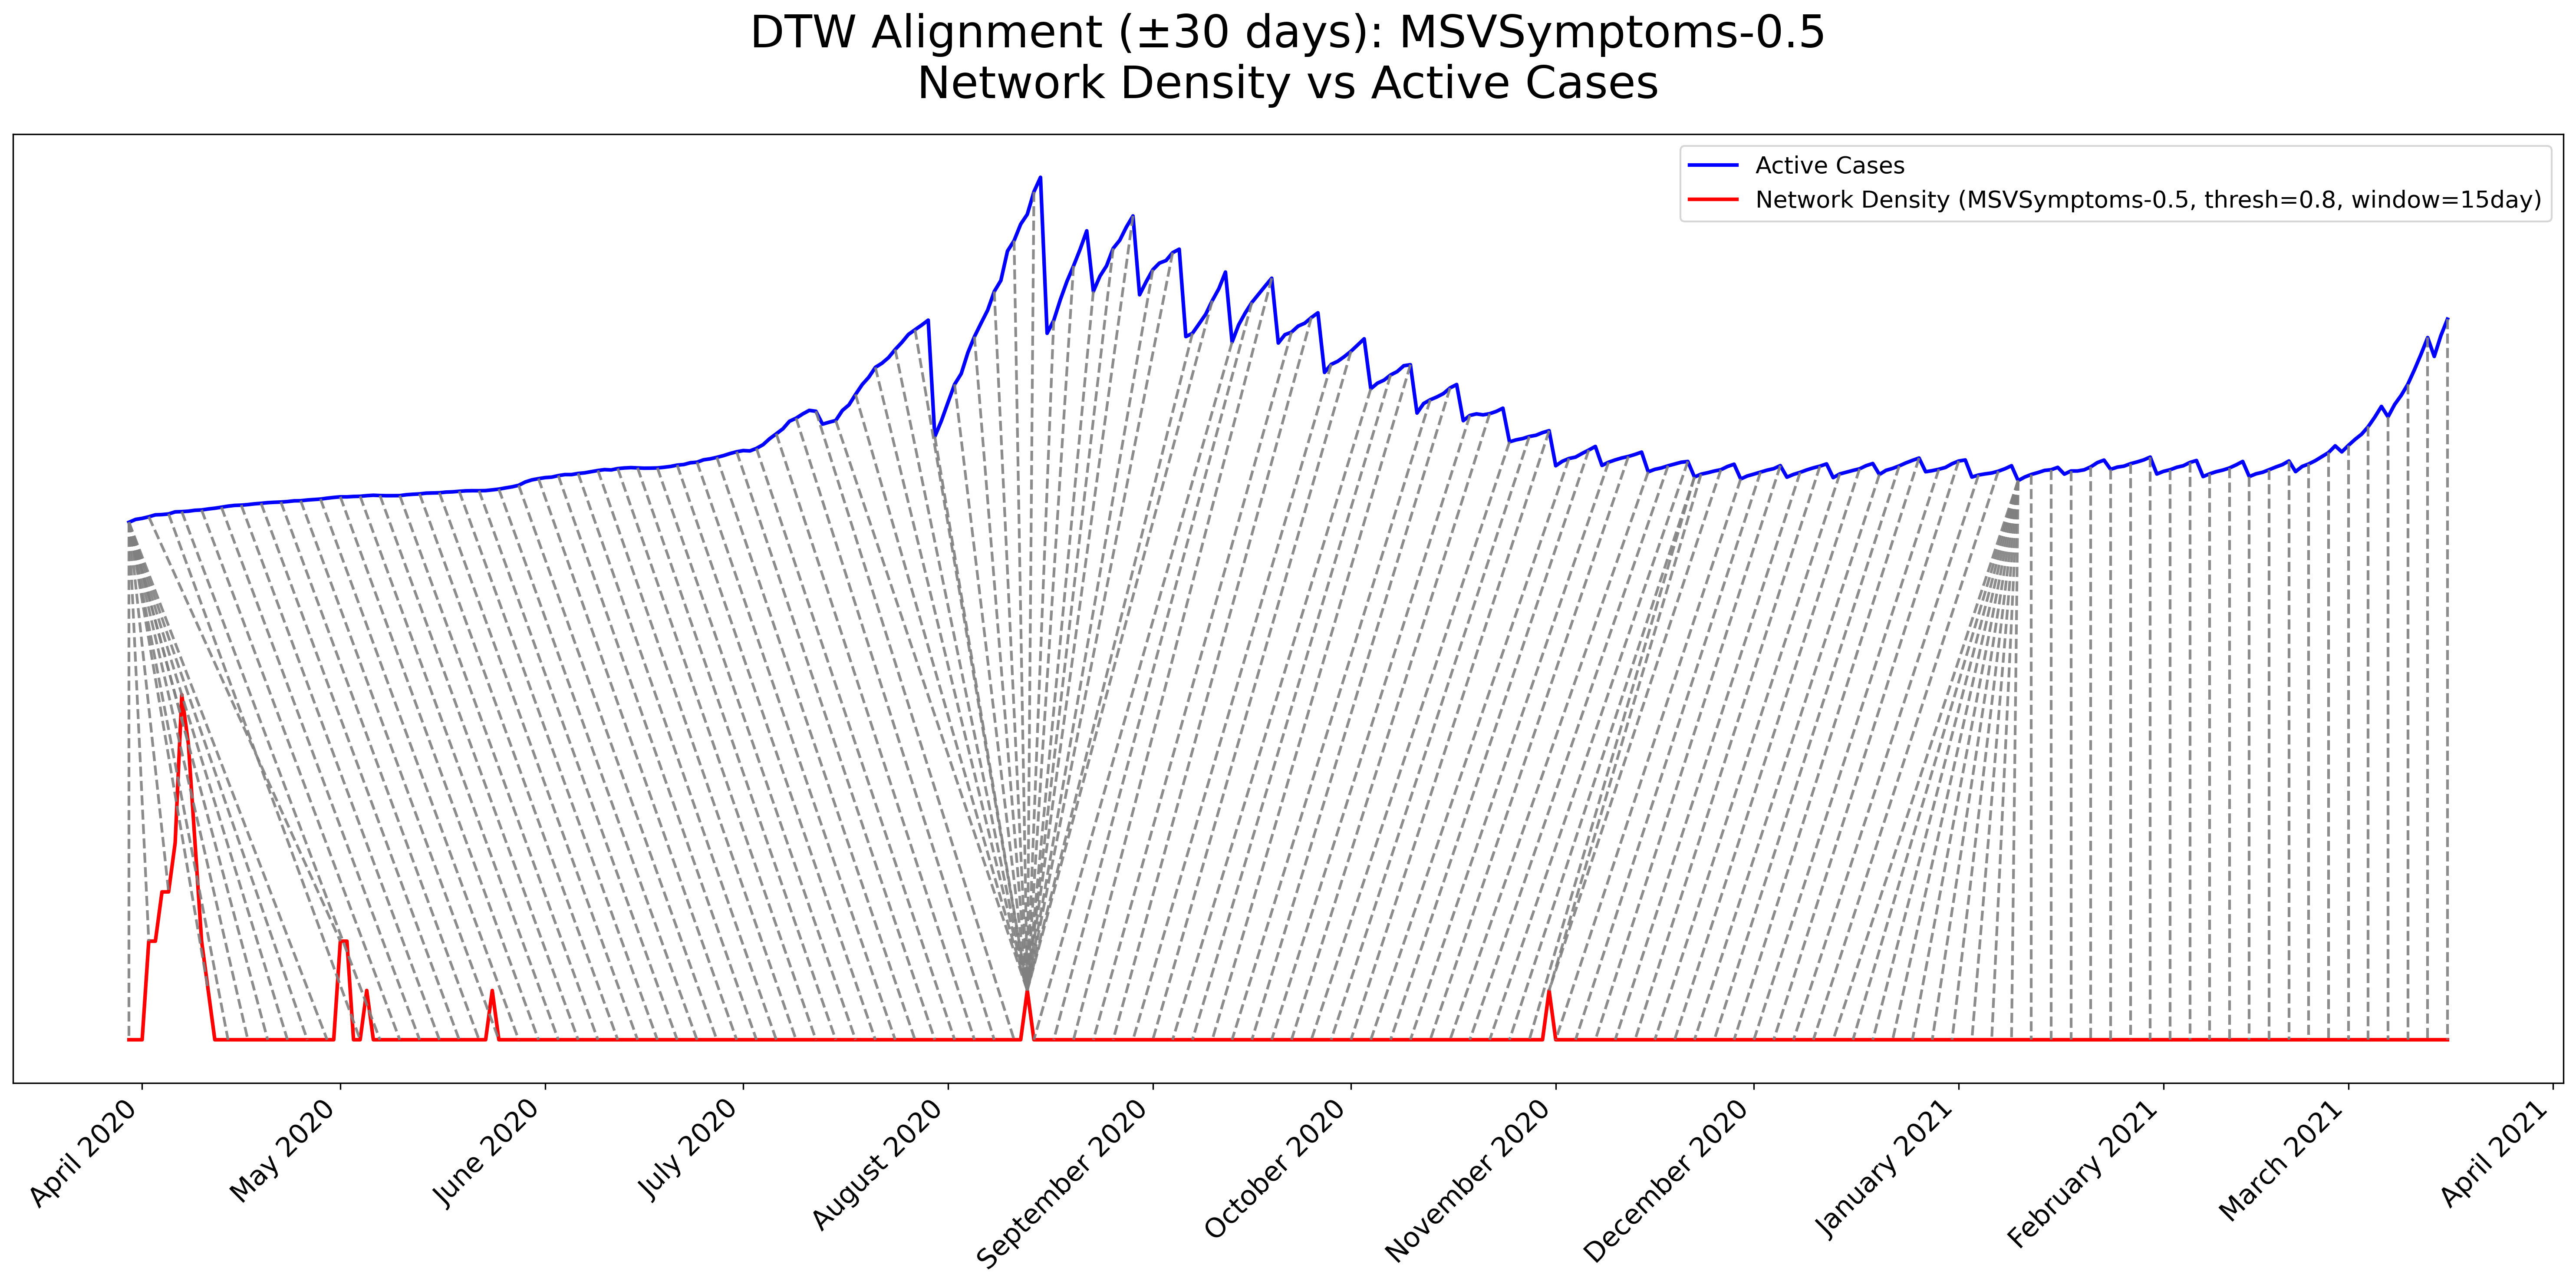 DTW Alignment (±30 days): MSVSymptoms-0.5
Network Density vs Active Cases
Active Cases
Network Density (MSVSymptoms-0.5, thresh=0.8, window=15day)
April 2020
May 2020
June 2020
July 2020
August 2020
September 2020
October 2020
November 2020
December 2020
January 2021
February 2021
March 2021
April 2021